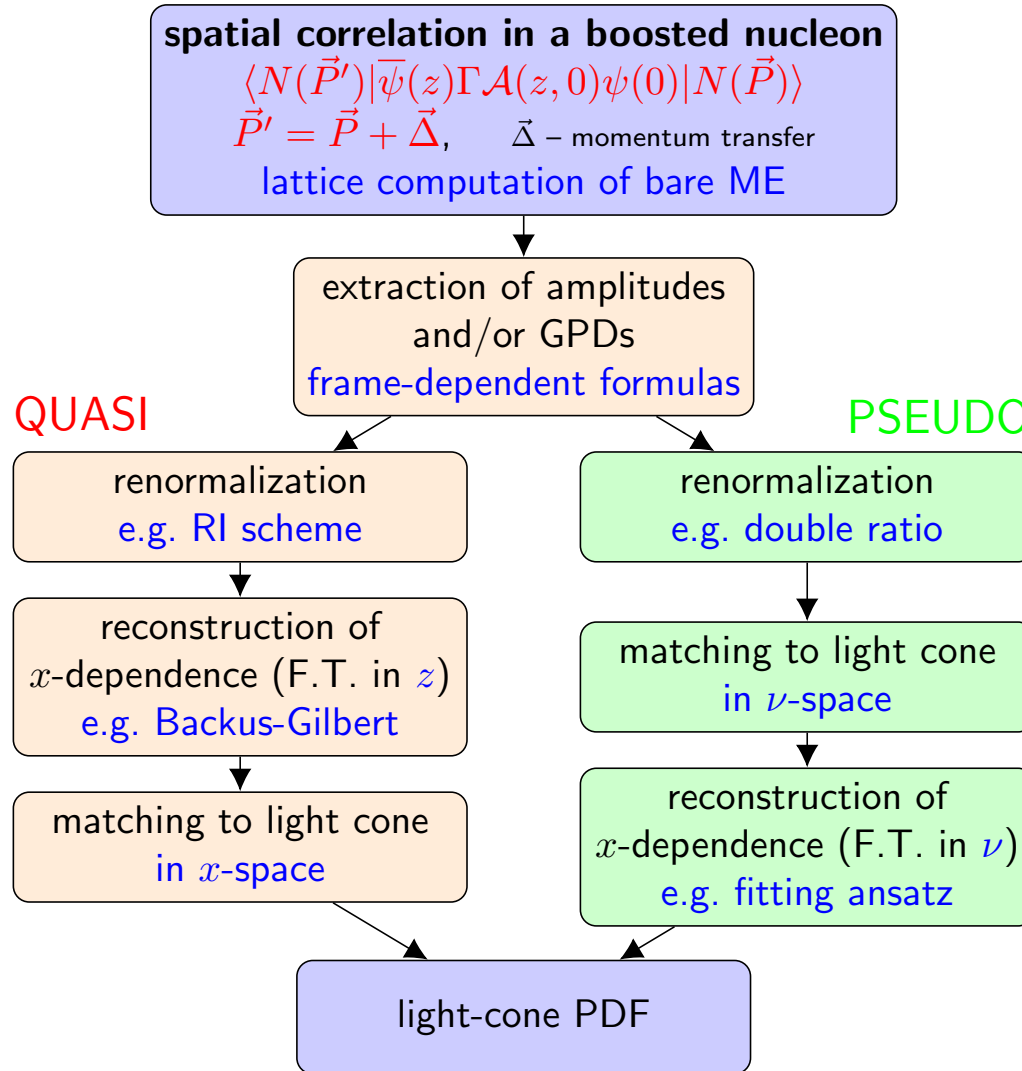 spatial correlation in a boosted nucleon
⟨N(P⃗′)|ψ̅(z)Γ𝒜(z,0)ψ(0)|N(P⃗)⟩
P⃗′ = P⃗ + Δ⃗, Δ⃗ – momentum transfer
lattice computation of bare ME
extraction of amplitudes
and/or GPDs
frame-dependent formulas
QUASI
renormalization
e.g. RI scheme
reconstruction of
x-dependence (F.T. in z)
e.g. Backus-Gilbert
matching to light cone
in x-space
PSEUDO
renormalization
e.g. double ratio
matching to light cone
in ν-space
reconstruction of
x-dependence (F.T. in ν)
e.g. fitting ansatz
light-cone PDF